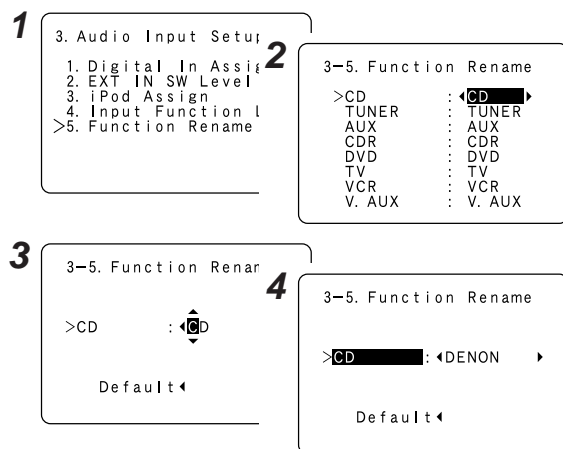 1
3. Audio Input Setup
1. Digital In Assig
2. EXT IN SW Level
3. iPod Assign
4. Input Function L
>5. Function Rename
2
3-5. Function Rename
>CD : ◀CD▶
TUNER : TUNER
AUX : AUX
CDR : CDR
DVD : DVD
TV : TV
VCR : VCR
V. AUX : V. AUX
3
3-5. Function Renam
>CD : ◀CD
Default◀
4
3-5. Function Rename
>CD : ◀DENON ▶
Default◀